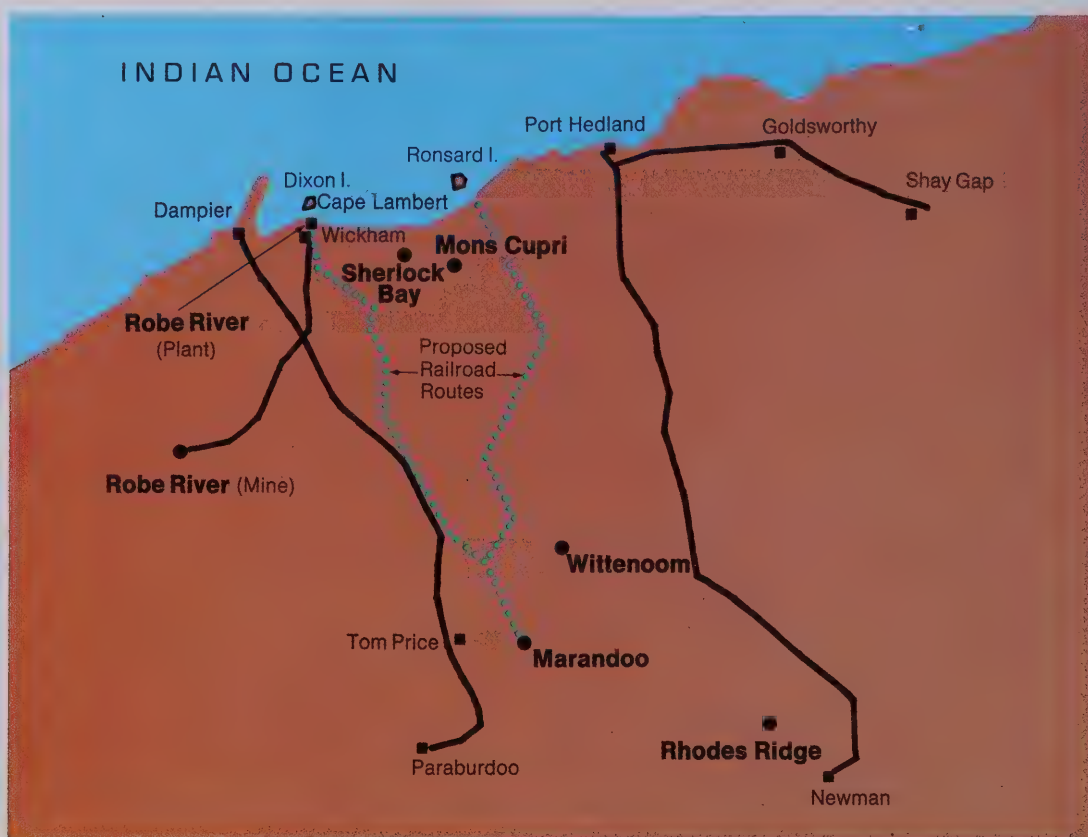 INDIAN OCEAN
Port Hedland
Goldsworthy
Ronsard I.
Shay Gap
Dixon I.
Cape Lambert
Dampier
Wickham
Mons Cupri
Sherlock
Bay
Robe River
(Plant)
Proposed
Railroad
Routes
Robe River (Mine)
Wittenoom
Tom Price
Marandoo
Rhodes Ridge
Paraburdoo
Newman